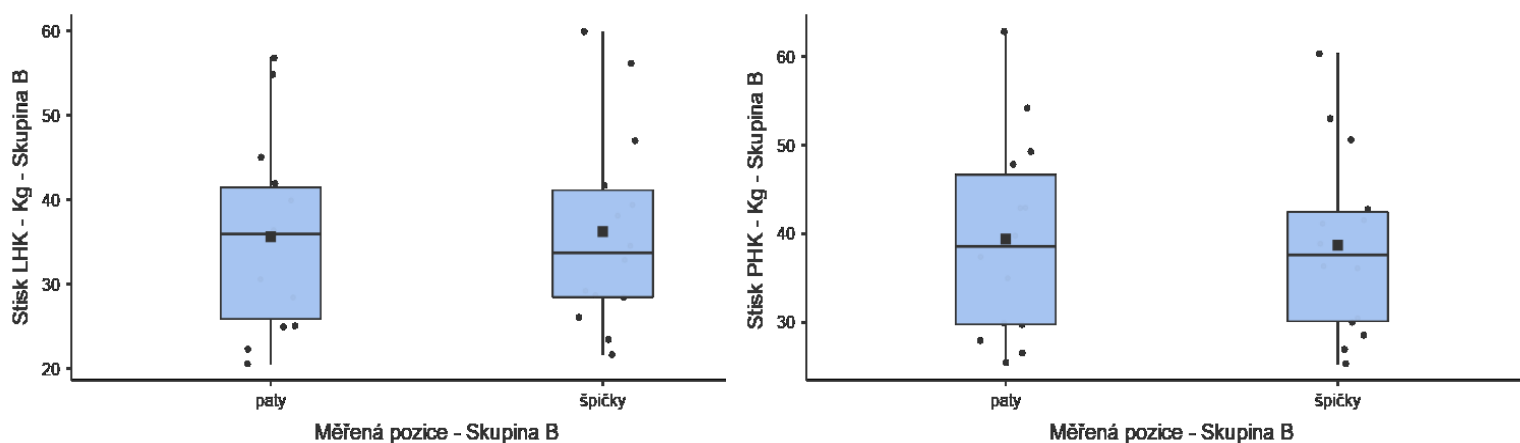 Stisk LHK - Kg - Skupina B
60
50
40
30
20
paty
špičky
Měřená pozice - Skupina B
Stisk PHK - Kg - Skupina B
60
50
40
30
paty
špičky
Měřená pozice - Skupina B